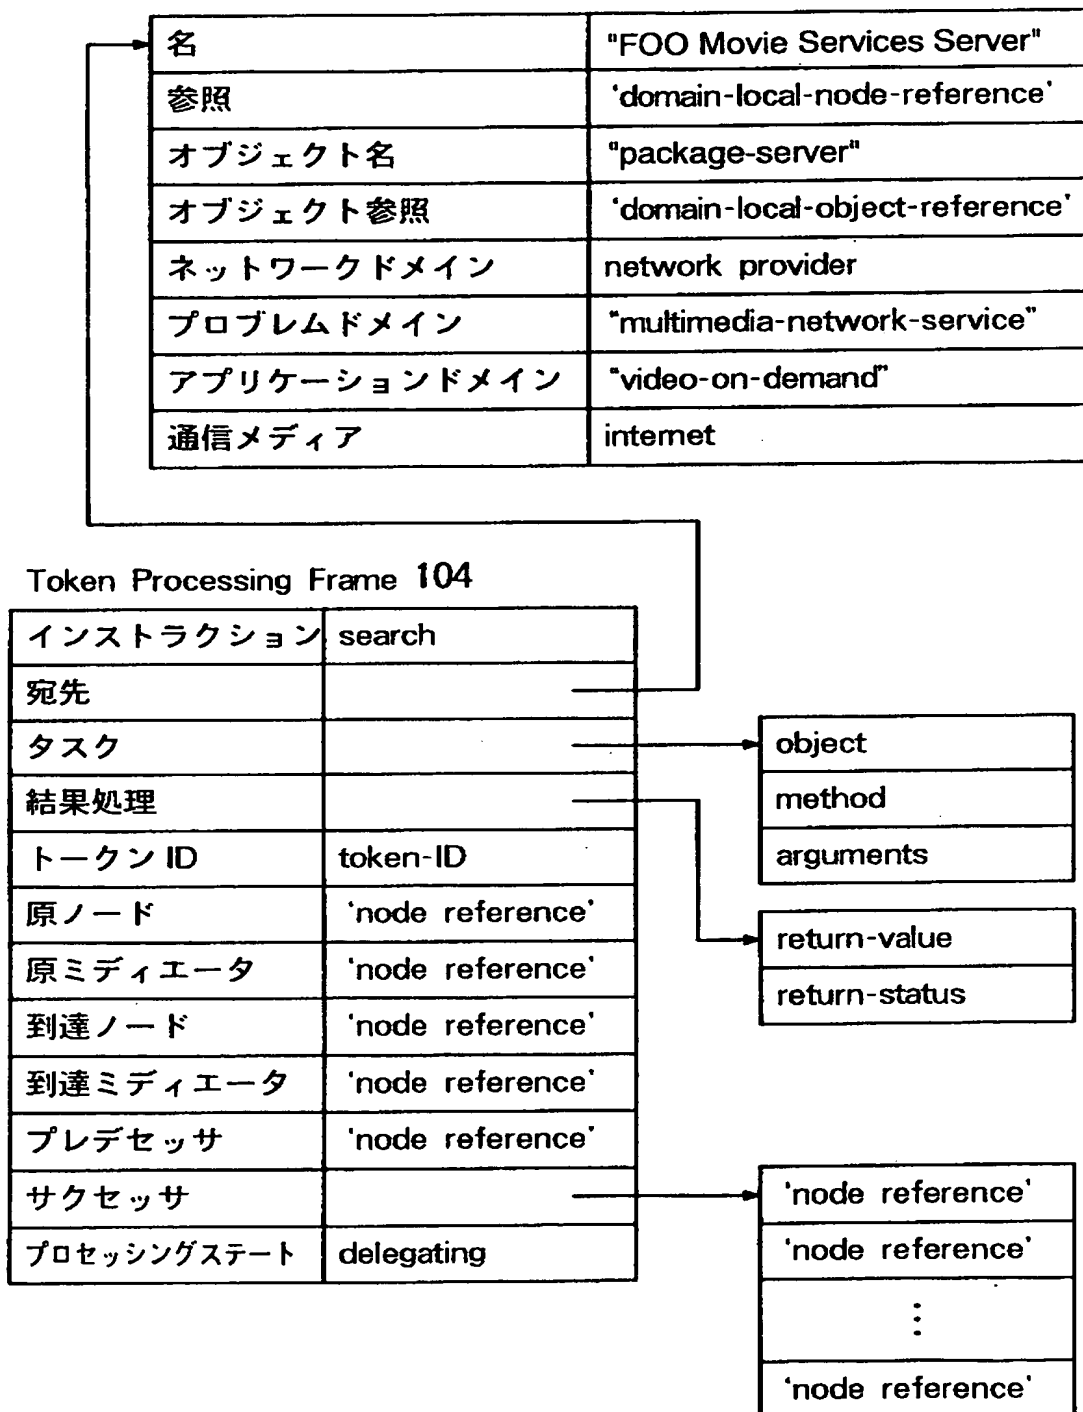 名 "FOO Movie Services Server"
参照 'domain-local-node-reference'
オブジェクト名 "package-server"
オブジェクト参照 'domain-local-object-reference'
ネットワークドメイン network provider
プロブレムドメイン "multimedia-network-service"
アプリケーションドメイン "video-on-demand"
通信メディア internet
Token Processing Frame 104
インストラクション search
宛先
タスク
結果処理
トークンID token-ID
原ノード 'node reference'
原ミディエータ 'node reference'
到達ノード 'node reference'
到達ミディエータ 'node reference'
プレデセッサ 'node reference'
サクセッサ
プロセッシングステート delegating
object
method
arguments
return-value
return-status
'node reference'
'node reference'
⋮
'node reference'